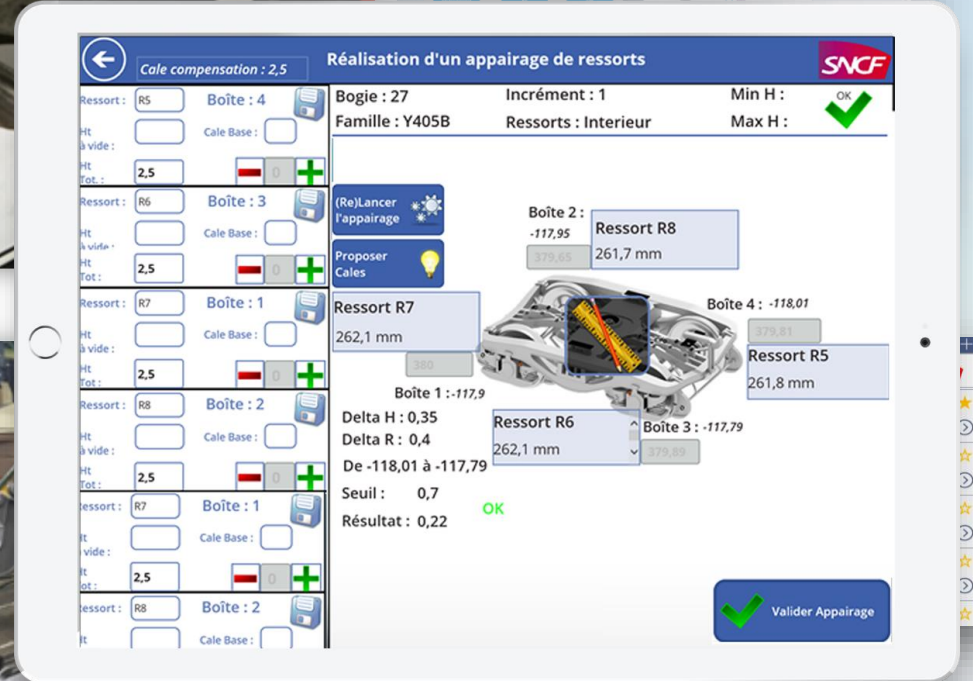 Cale compensation : 2,5
Réalisation d'un appairage de ressorts
SNCF
Ressort : R5 Boîte : 4
Ht à vide : Cale Base :
Ht Tot. : 2,5 0
Ressort : R6 Boîte : 3
Ht à vide : Cale Base :
Ht Tot : 2,5 0
Ressort : R7 Boîte : 1
Ht à vide : Cale Base :
Ht Tot : 2,5 0
Ressort : R8 Boîte : 2
Ht à vide : Cale Base :
Ht Tot : 2,5 0
essort : R7 Boîte : 1
lt vide : Cale Base :
Ht ot : 2,5 0
essort : R8 Boîte : 2
Ht Cale Base :
Bogie : 27 Incrément : 1 Min H : OK
Famille : Y405B Ressorts : Interieur Max H :
(Re)Lancer
l'appairage
Proposer
Cales
Boîte 2 :
-117,95
379,65
Ressort R8
261,7 mm
Ressort R7
262,1 mm
380
Boîte 1 :-117,9
Boîte 4 : -118,01
379,81
Ressort R5
261,8 mm
Ressort R6
262,1 mm
Boîte 3 : -117,79
379,89
Delta H : 0,35
Delta R : 0,4
De -118,01 à -117,79
Seuil : 0,7
OK
Résultat : 0,22
Valider Appairage